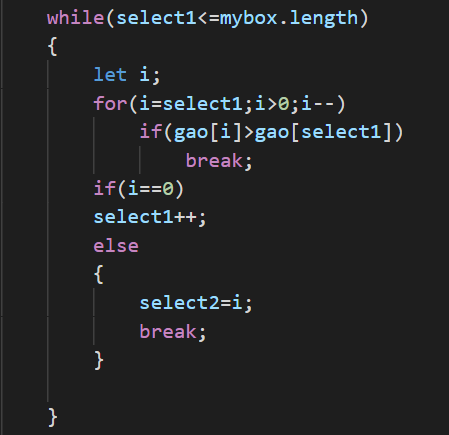 while(select1<=mybox.length)
{
let i;
for(i=select1;i>0;i--)
if(gao[i]>gao[select1])
break;
if(i==0)
select1++;
else
{
select2=i;
break;
}
}